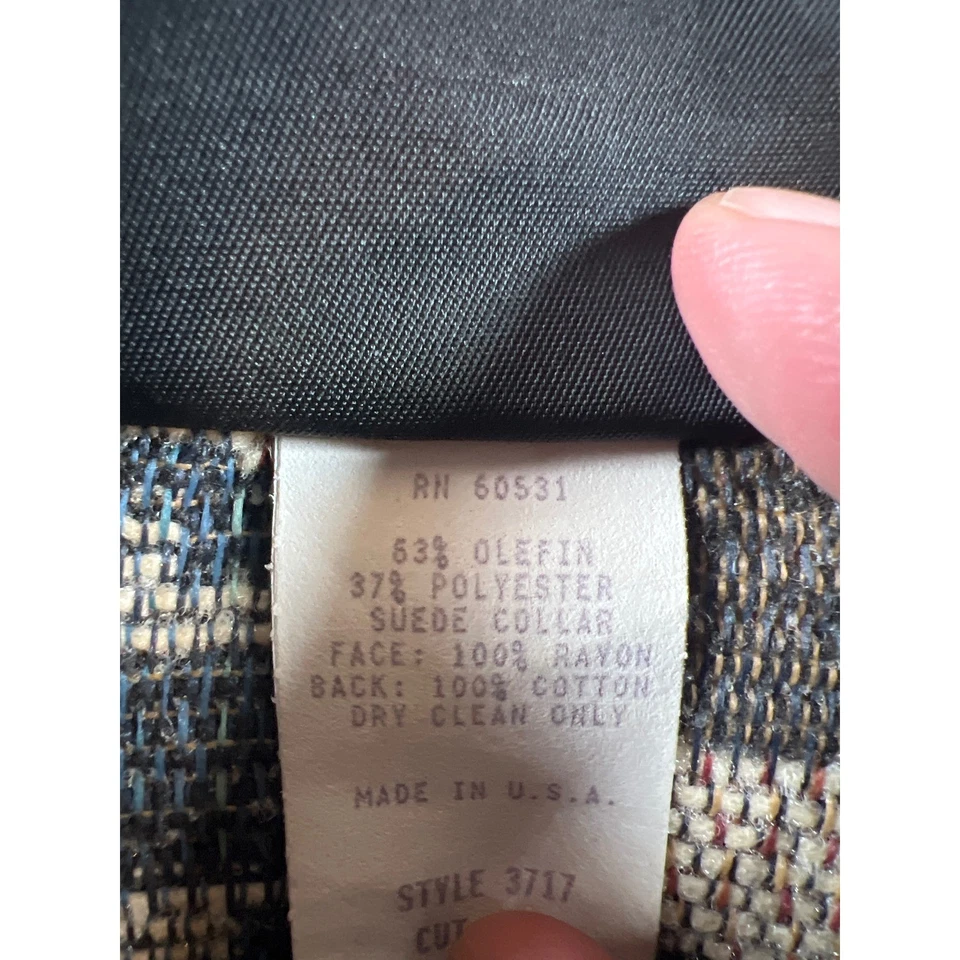 RN 60531
63% OLEFIN
37% POLYESTER
SUEDE COLLAR
FACE: 100% RAYON
BACK: 100% COTTON
DRY CLEAN ONLY
MADE IN U.S.A.
STYLE 3717
CUT